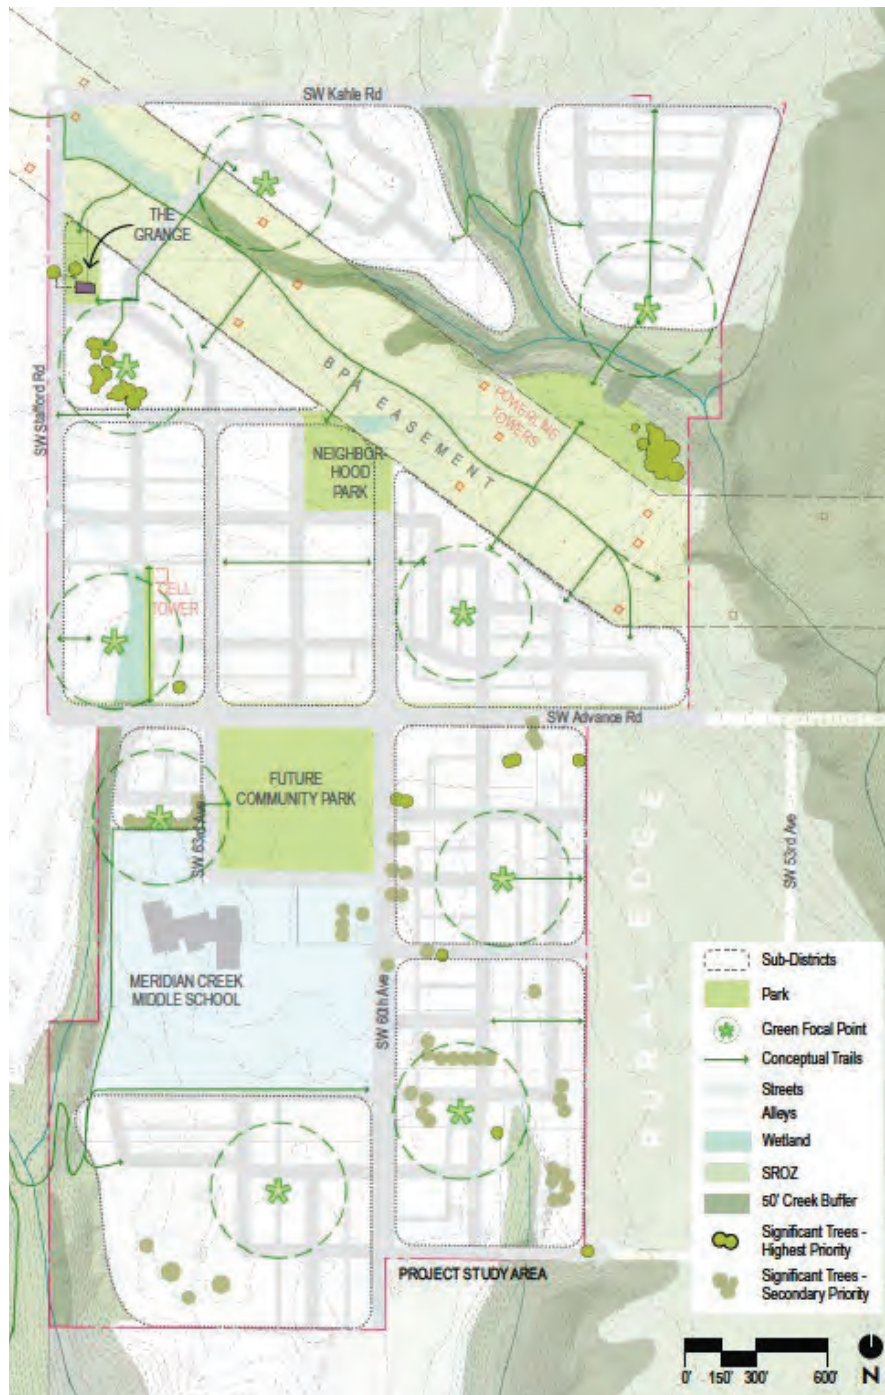 SW Kahle Rd
THE
GRANGE
SW Stafford Rd
BPA EASEMENT
POWERLINE
TOWERS
NEIGHBOR-
HOOD
PARK
CELL
TOWER
SW Advance Rd
FUTURE
COMMUNITY PARK
SW 63rd Ave
SW 53rd Ave
RURAL EDGE
MERIDIAN CREEK
MIDDLE SCHOOL
SW 60th Ave
Sub-Districts
Park
Green Focal Point
Conceptual Trails
Streets
Alleys
Wetland
SROZ
50' Creek Buffer
Significant Trees -
Highest Priority
Significant Trees -
Secondary Priority
PROJECT STUDY AREA
0' 150' 300' 600'
N